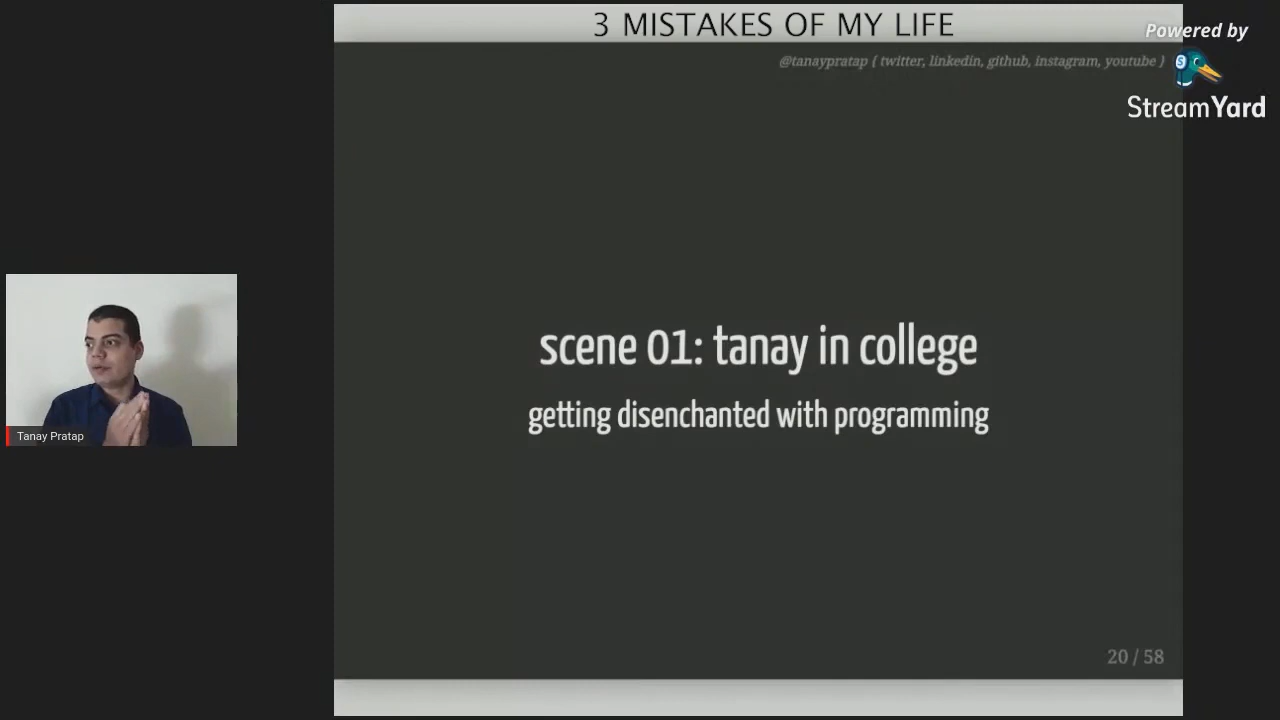 3 MISTAKES OF MY LIFE
Powered by
@tanaypratap { twitter, linkedin, github, instagram, youtube }
S
StreamYard
scene 01: tanay in college
getting disenchanted with programming
Tanay Pratap
20 / 58